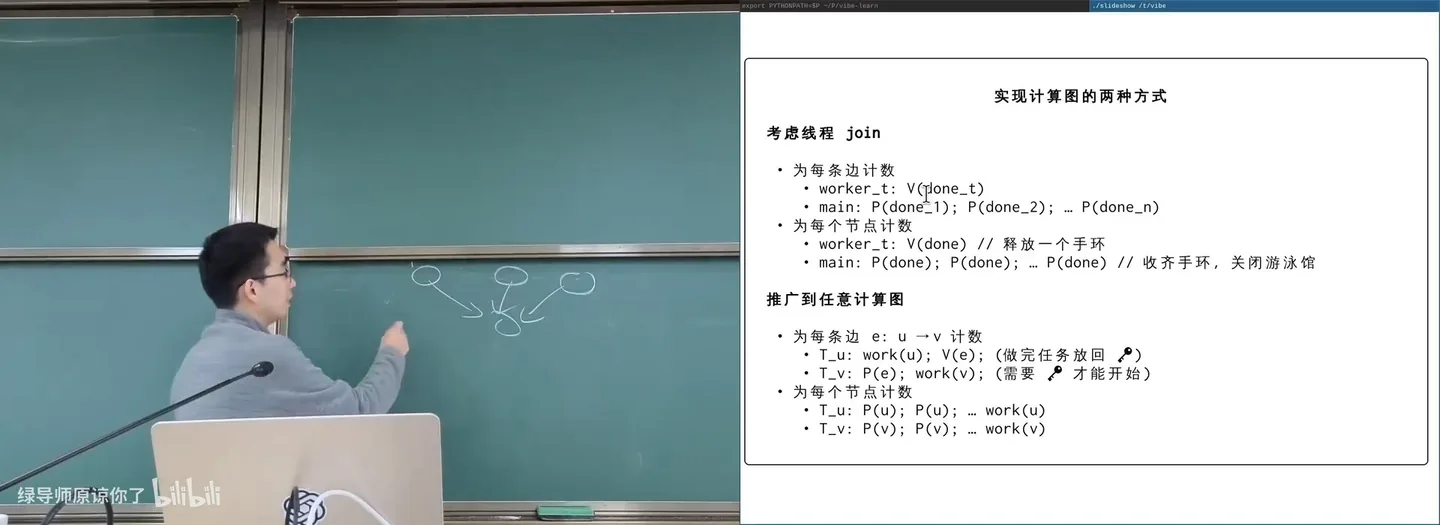 export PYTHONPATH=$P ~/P/vibe-learn
./slideshow /t/vibe
实现计算图的两种方式
考虑线程 join
• 为每条边计数
• worker_t: V(done_t)
• main: P(done_1); P(done_2); … P(done_n)
• 为每个节点计数
• worker_t: V(done) // 释放一个手环
• main: P(done); P(done); … P(done) // 收齐手环, 关闭游泳馆
推广到任意计算图
• 为每条边 e: u →v 计数
• T_u: work(u); V(e); (做完任务放回 🔑)
• T_v: P(e); work(v); (需要 🔑 才能开始)
• 为每个节点计数
• T_u: P(u); P(u); … work(u)
• T_v: P(v); P(v); … work(v)
绿导师原谅你了 bilibili